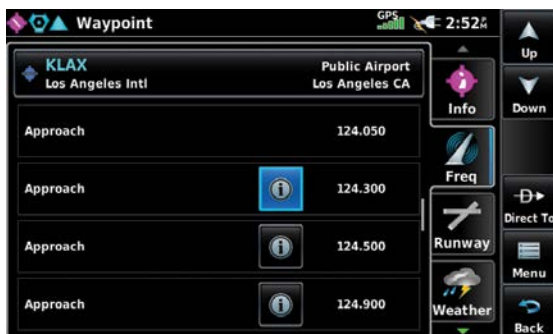 Waypoint
GPS
2:52
KLAX Public Airport
Los Angeles Intl Los Angeles CA
Approach 124.050
Approach 124.300
Approach 124.500
Approach 124.900
Info
Freq
Runway
Weather
Up
Down
D
Direct To
Menu
Back